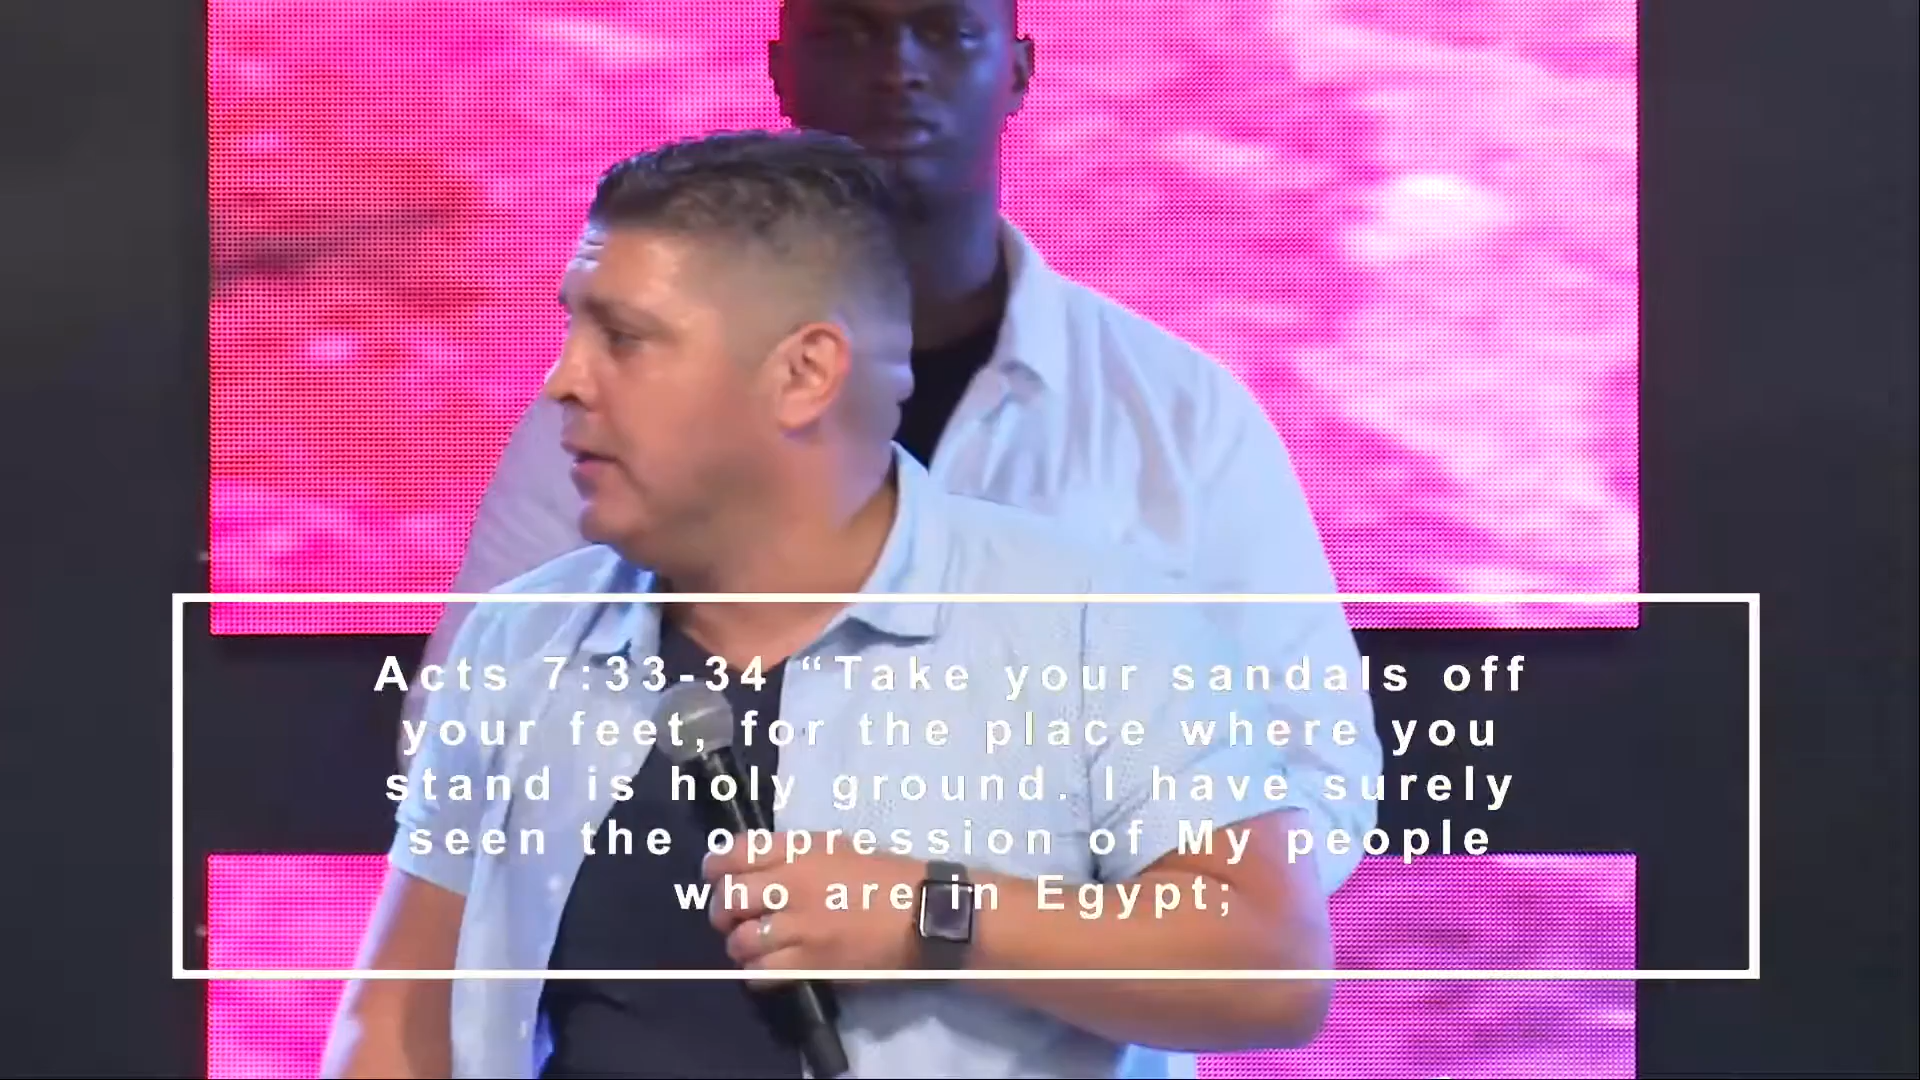 Acts 7:33-34 “Take your sandals off
your feet, for the place where you
stand is holy ground. I have surely
seen the oppression of My people
who are in Egypt;